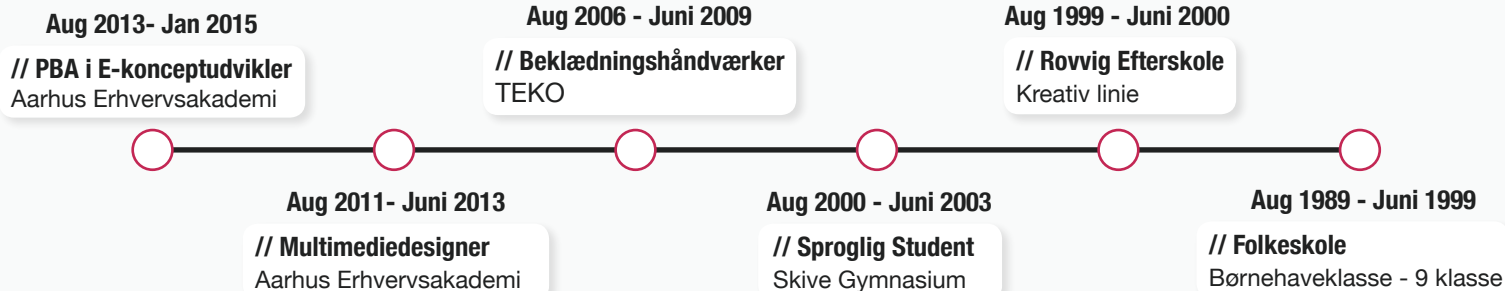 Aug 2013- Jan 2015
// PBA i E-konceptudvikler
Aarhus Erhvervsakademi
Aug 2011- Juni 2013
// Multimediedesigner
Aarhus Erhvervsakademi
Aug 2006 - Juni 2009
// Beklædningshåndværker
TEKO
Aug 2000 - Juni 2003
// Sproglig Student
Skive Gymnasium
Aug 1999 - Juni 2000
// Rovvig Efterskole
Kreativ linie
Aug 1989 - Juni 1999
// Folkeskole
Børnehaveklasse - 9 klasse